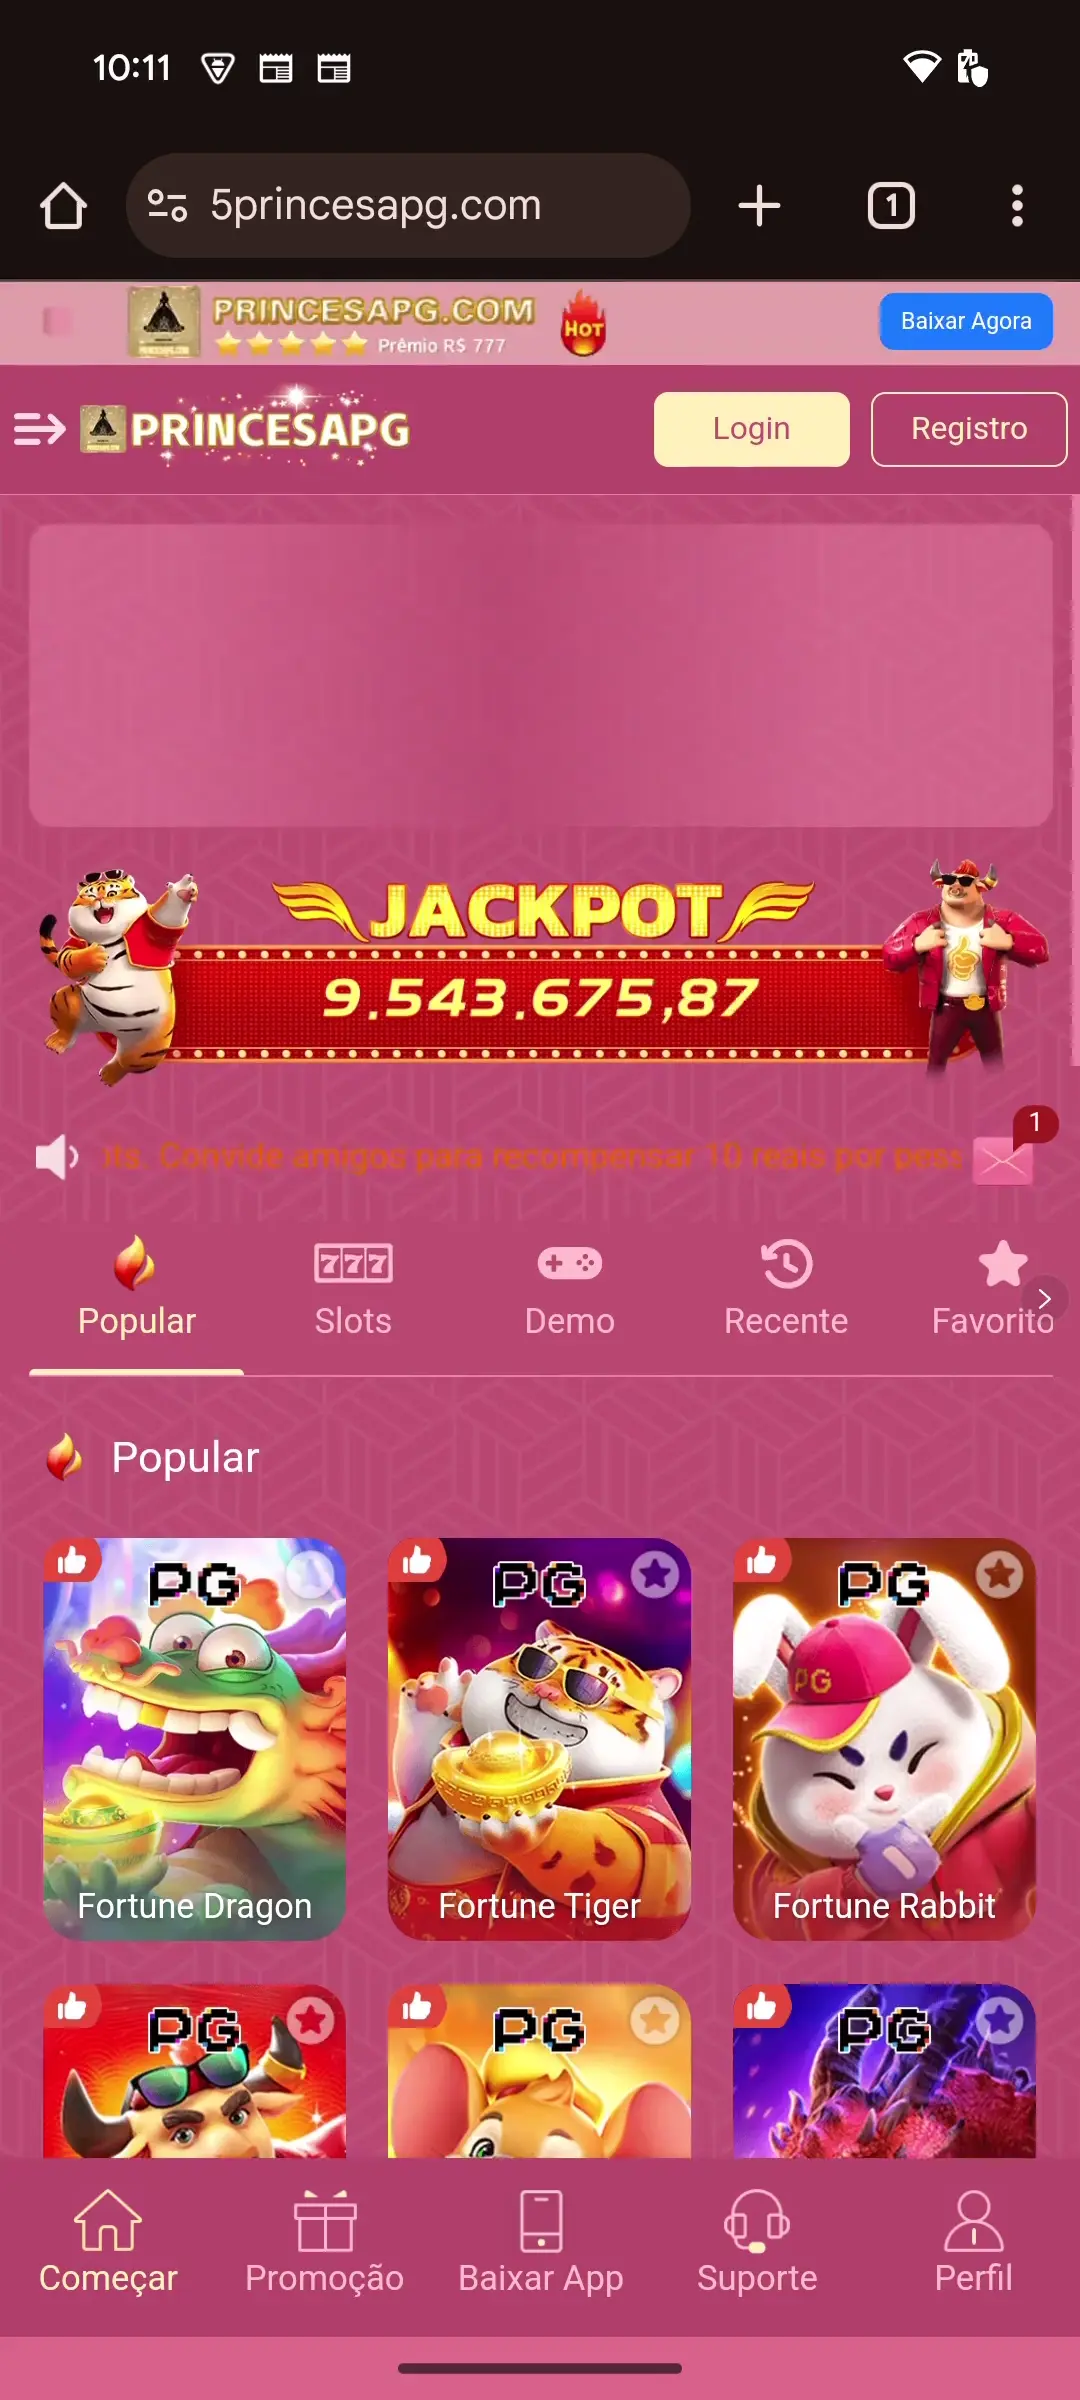 10:11
5princesapg.com
1
PRINCESAPG.COM
Prêmio R$ 777
HOT
Baixar Agora
PRINCESAPG
Login
Registro
JACKPOT
9.543.675,87
its. Convide amigos para recompensar 10 reais por pess
1
Popular
777
Slots
Demo
Recente
Favorito
Popular
PG
PG
PG
PG
Fortune Dragon
Fortune Tiger
Fortune Rabbit
PG
PG
PG
Começar
Promoção
Baixar App
Suporte
Perfil